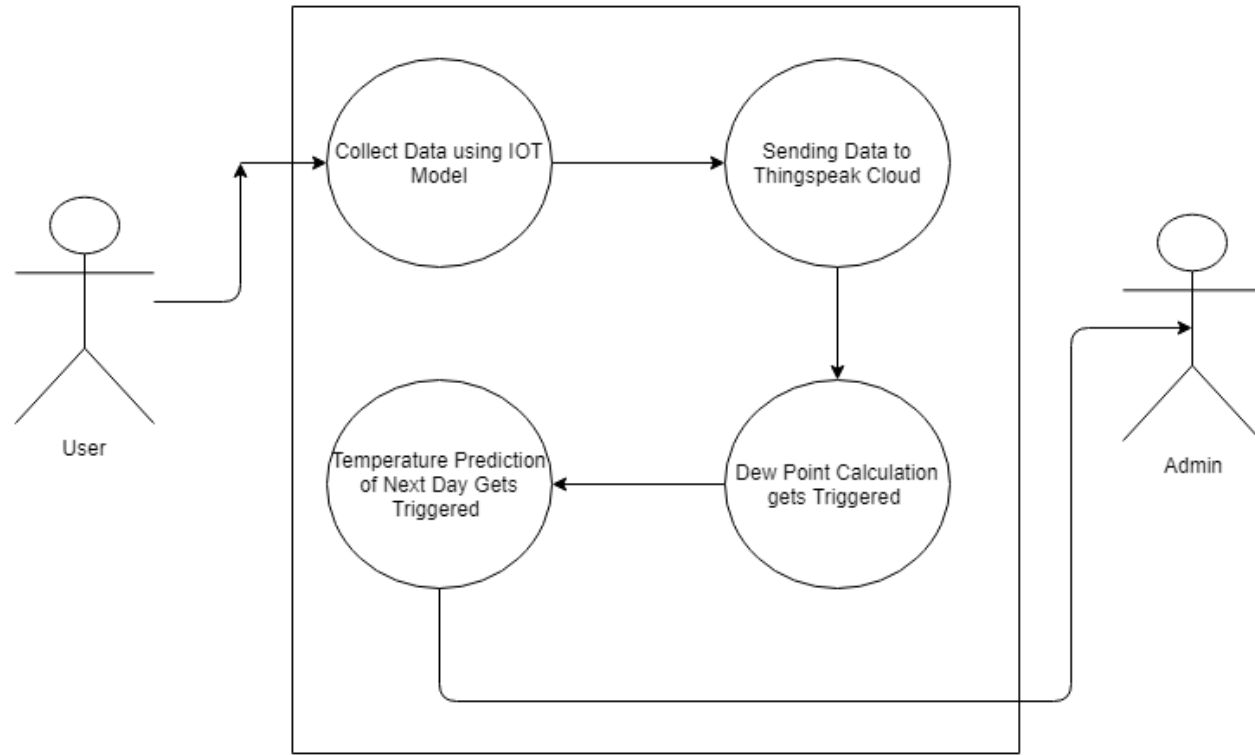 Collect Data using IOT
Model
Sending Data to
Thingspeak Cloud
User
Admin
Temperature Prediction
of Next Day Gets
Triggered
Dew Point Calculation
gets Triggered